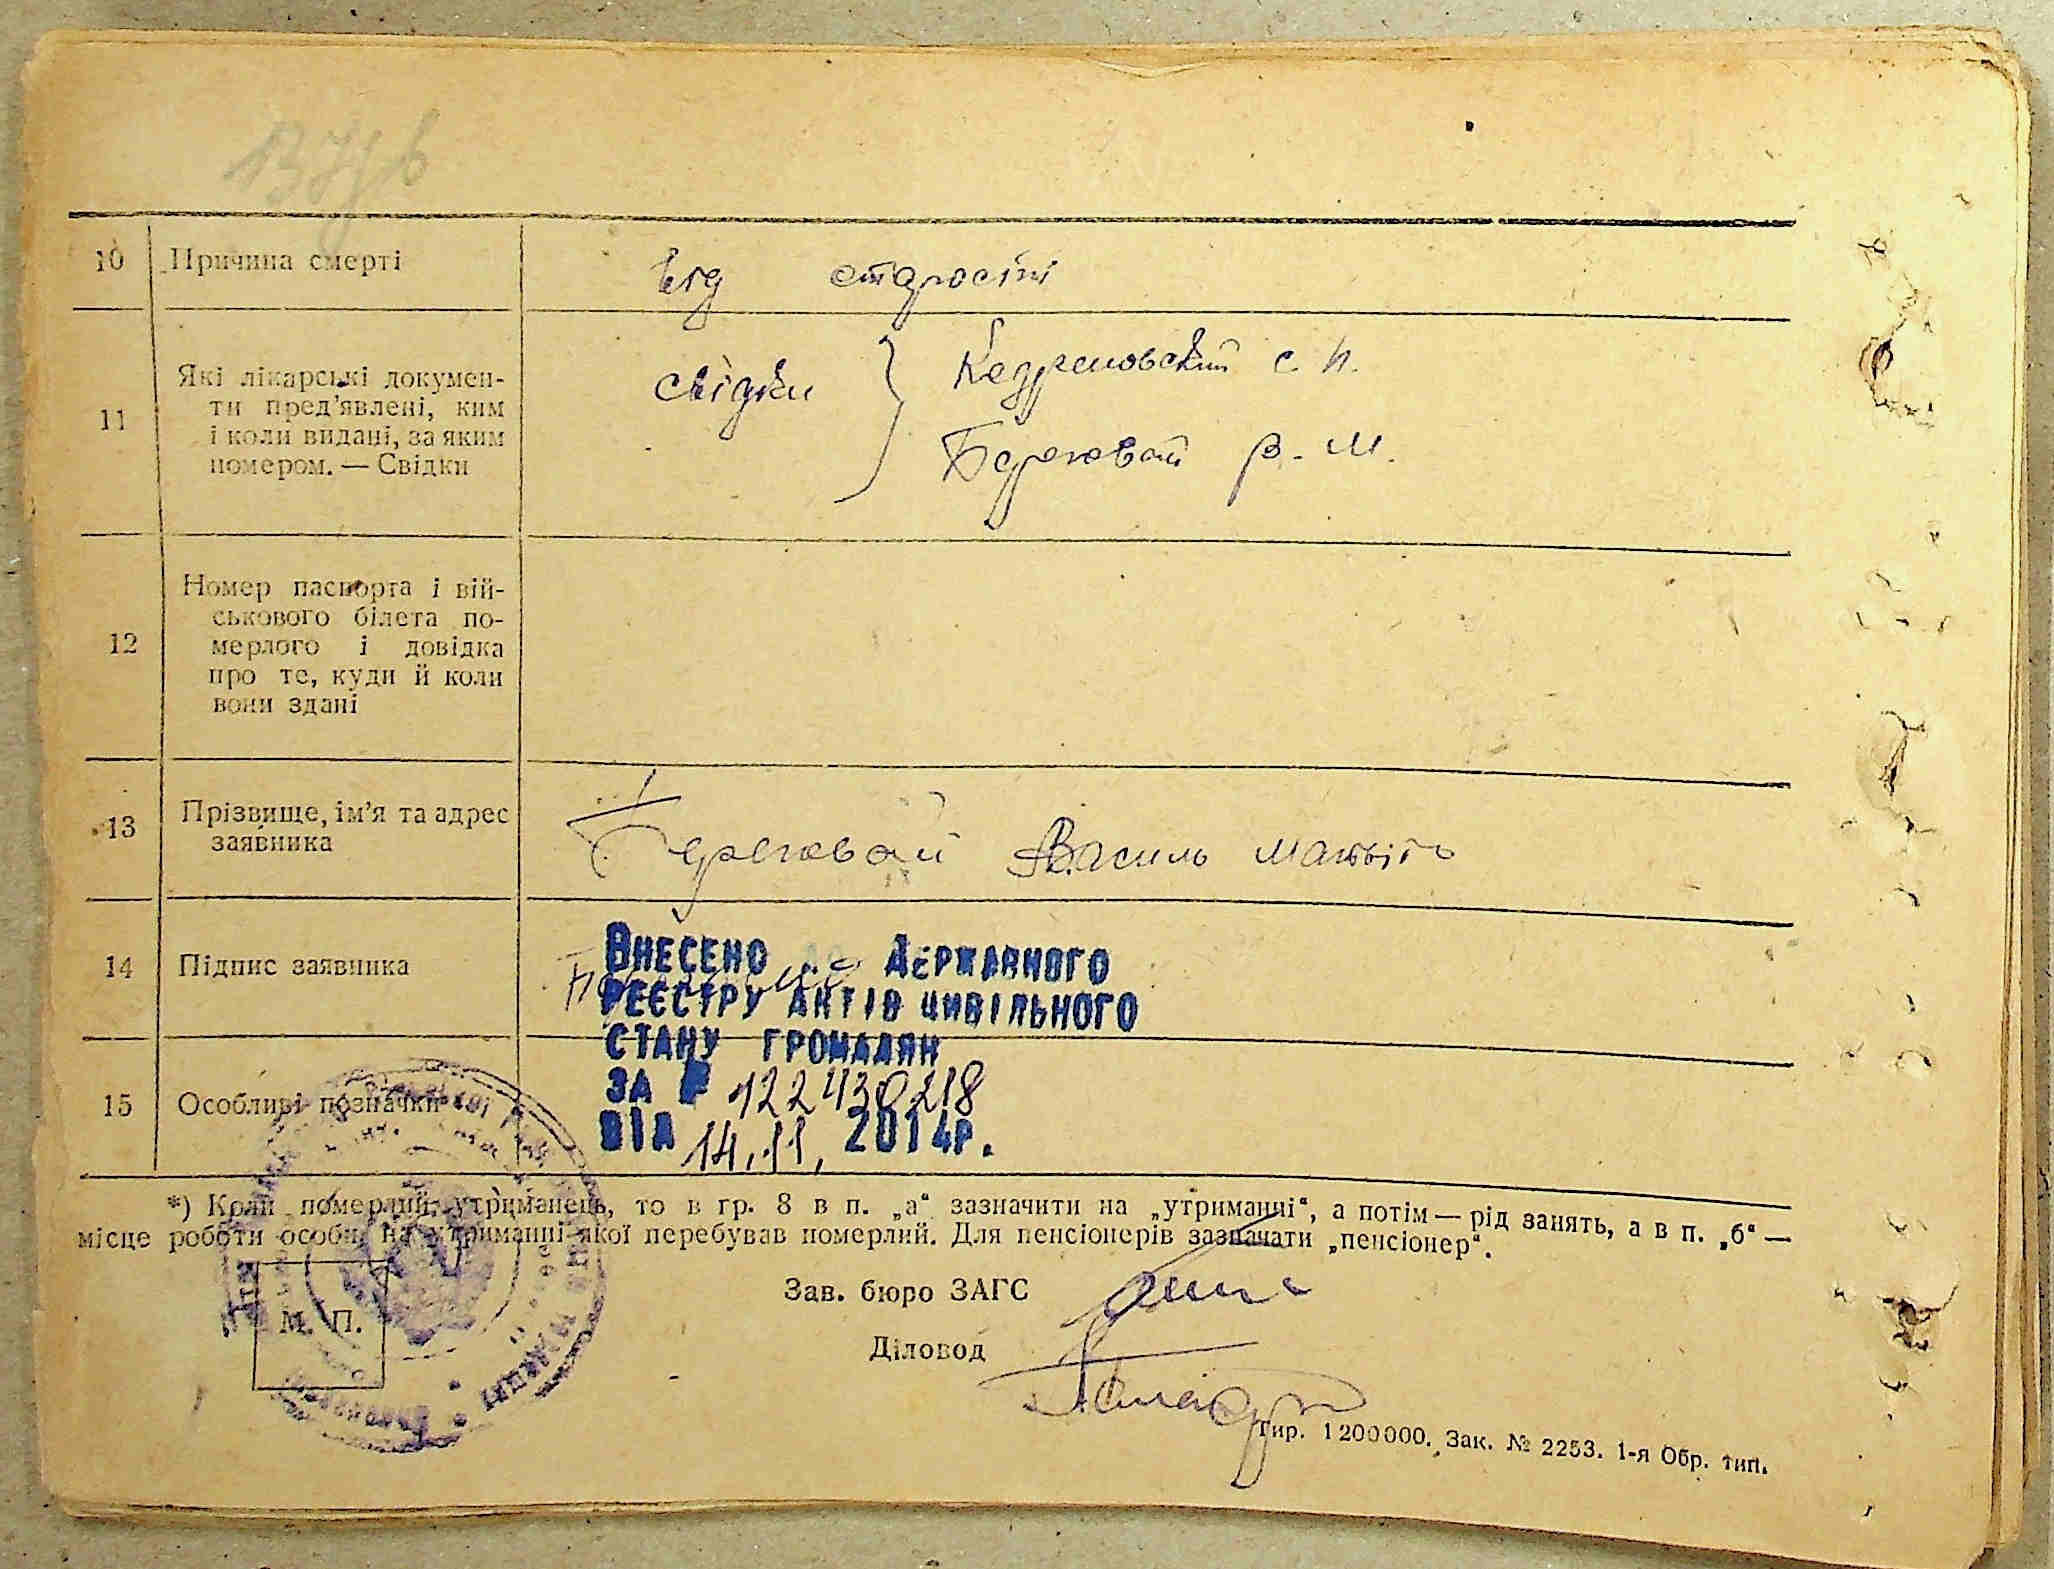 10 Причина смерті від старости
11 Які лікарські докумен-
ти пред'явлені, ким
і коли видані, за яким
номером. — Свідки
свідки } Кедреновский с. п.
Береговай в. м.
12 Номер паспорта і вій-
ськового білета по-
мерлого і довідка
про те, куди й коли
вони здані
13 Прізвище, ім'я та адрес
заявника
Береговай Василь
14 Підпис заявника
Внесено до Державного
реєстру актів цивільного
стану громадян
за № 122430218
від 14.11. 2014р.
15 Особливі позначки
*) Коли померлий утриманець, то в гр. 8 в п. „а“ зазначити на „утриманні“, а потім — рід занять, а в п. „б“ —
місце роботи особи, на утриманні якої перебував померлий. Для пенсіонерів зазначати „пенсіонер“.
Зав. бюро ЗАГС
М. П.
Діловод
Тир. 1200000. Зак. № 2253. 1-я Обр. тип.